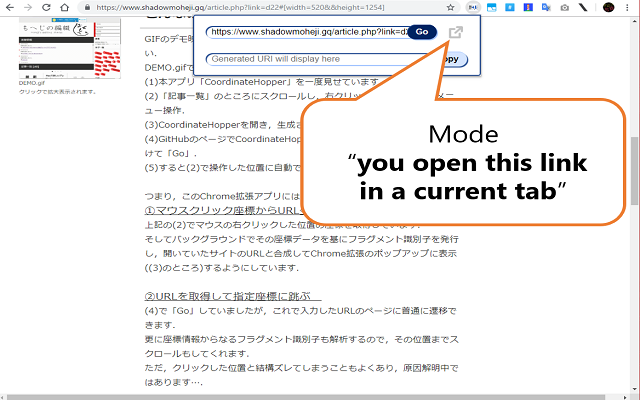 https://www.shadowmoheji.gq/article.php?link=d22#[width=520&&height=1254]
https://www.shadowmoheji.gq/article.php?link=d2
Go
Generated URI will display here
Mode
“you open this link
in a current tab”
DEMO.gif
クリックで拡大表示されます。
GIFのデモ映
い。
DEMO.gifで
(1)本アプリ「CoordinateHopper」を一度見せています
(2)「記事一覧」のところにスクロールし、右クリッ
ュー操作．
(3)CoordinateHopperを開き，生成さ
(4)GitHubのページでCoordinateHop
けて「Go」．
(5)すると(2)で操作した位置に自動で
つまり，このChrome拡張アプリには
①マウスクリック座標からURL
上記の(2)でマウスの右クリックした位置
そしてバックグラウンドでその座標データを基にフラグメント識別子を発行
し，開いていたサイトのURLと合成してChrome拡張のポップアップに表示
((3)のところ)するようにしています．
②URLを取得して指定座標に跳ぶ
(4)で「Go」していましたが，これで入力したURLのページに普通に遷移で
きます．
更に座標情報からなるフラグメント識別子も解析するので，その位置までス
クロールもしてくれます．
ただ，クリックした位置と結構ズレてしまうこともよくあり，原因解明中で
はあります…．